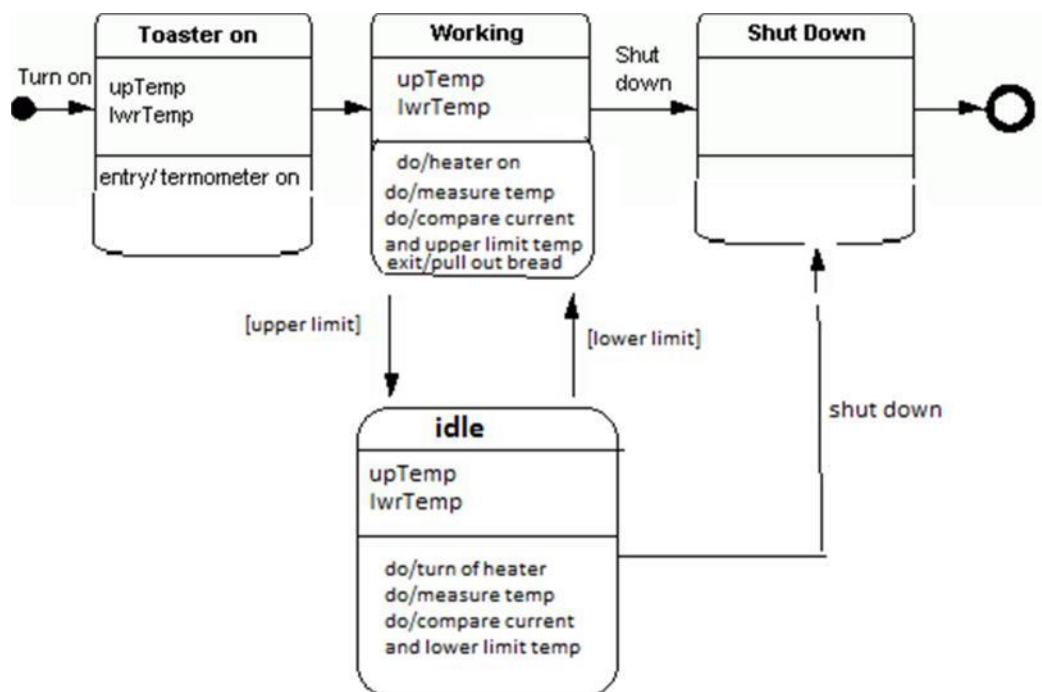 Toaster on
Working
Shut Down
Turn on
upTemp
lwrTemp
entry/ termometer on
upTemp
lwrTemp
do/heater on
do/measure temp
do/compare current
and upper limit temp
exit/pull out bread
Shut
down
[upper limit]
[lower limit]
idle
upTemp
lwrTemp
do/turn of heater
do/measure temp
do/compare current
and lower limit temp
shut down